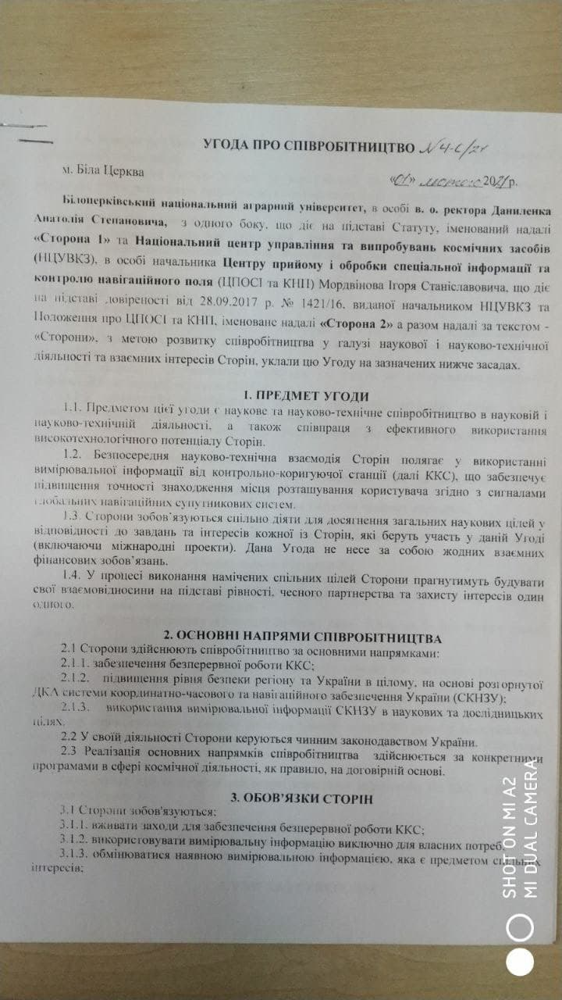 УГОДА ПРО СПІВРОБІТНИЦТВО № 4-С/21
м. Біла Церква
«01» 2021 р.
Білоцерківський національний аграрний університет, в особі в. о. ректора Даниленка
Анатолія Степановича, з одного боку, що діє на підставі Статуту, іменований надалі
«Сторона 1» та Національний центр управління та випробувань космічних засобів
(НЦУВКЗ), в особі начальника Центру прийому і обробки спеціальної інформації та
контролю навігаційного поля (ЦПОСІ та КНП) Мордвінова Ігоря Станіславовича, що діє
на підставі довіреності від 28.09.2017 р. № 1421/16, виданої начальником НЦУВКЗ та
Положення про ЦПОСІ та КНП, іменоване надалі «Сторона 2» а разом надалі за текстом -
«Сторони», з метою розвитку співробітництва у галузі наукової і науково-технічної
діяльності та взаємних інтересів Сторін, уклали цю Угоду на зазначених нижче засадах.
1. ПРЕДМЕТ УГОДИ
1.1. Предметом цієї угоди є наукове та науково-технічне співробітництво в науковій і
науково-технічній діяльності, а також співпраця з ефективного використання
високотехнологічного потенціалу Сторін.
1.2. Безпосередня науково-технічна взаємодія Сторін полягає у використанні
вимірювальної інформації від контрольно-коригуючої станції (далі ККС), що забезпечує
підвищення точності знаходження місця розташування користувача згідно з сигналами
глобальних навігаційних супутникових систем.
1.3. Сторони зобов'язуються спільно діяти для досягнення загальних наукових цілей у
відповідності до завдань та інтересів кожної із Сторін, які беруть участь у даній Угоді
(включаючи міжнародні проекти). Дана Угода не несе за собою жодних взаємних
фінансових зобов'язань.
1.4. У процесі виконання намічених спільних цілей Сторони прагнутимуть будувати
свої взаємовідносини на підставі рівності, чесного партнерства та захисту інтересів один
одного.
2. ОСНОВНІ НАПРЯМИ СПІВРОБІТНИЦТВА
2.1 Сторони здійснюють співробітництво за основними напрямками:
2.1.1. забезпечення безперервної роботи ККС;
2.1.2. підвищення рівня безпеки регіону та України в цілому, на основі розгорнутої
ДКА системи координатно-часового та навігаційного забезпечення України (СКНЗУ);
2.1.3. використання вимірювальної інформації СКНЗУ в наукових та дослідницьких
цілях.
2.2 У своїй діяльності Сторони керуються чинним законодавством України.
2.3 Реалізація основних напрямків співробітництва здійснюється за конкретними
програмами в сфері космічної діяльності, як правило, на договірній основі.
3. ОБОВ'ЯЗКИ СТОРІН
3.1 Сторони зобов'язуються:
3.1.1. вживати заходи для забезпечення безперервної роботи ККС;
3.1.2. використовувати вимірювальну інформацію виключно для власних потреб;
3.1.3. обмінюватися наявною вимірювальною інформацією, яка є предметом спільних
інтересів;
SHOT ON MI A2
MI DUAL CAMERA